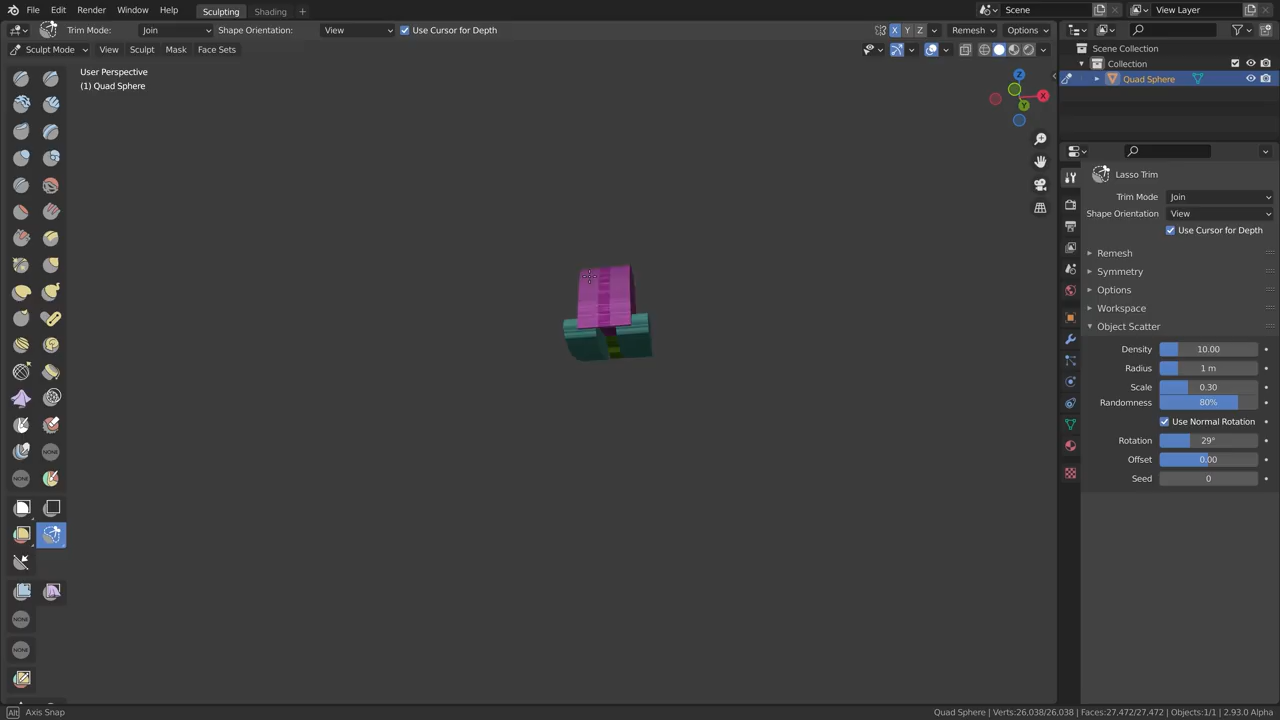 File Edit Render Window Help Sculpting Shading + Scene View Layer
Trim Mode: Join Shape Orientation: View Use Cursor for Depth X Y Z Remesh Options
Sculpt Mode View Sculpt Mask Face Sets
User Perspective
(1) Quad Sphere
Z
X
Y
NONE
NONE
NONE
NONE
Scene Collection
Collection
Quad Sphere
Lasso Trim
Trim Mode Join
Shape Orientation View
Use Cursor for Depth
Remesh
Symmetry
Options
Workspace
Object Scatter
Density 10.00
Radius 1 m
Scale 0.30
Randomness 80%
Use Normal Rotation
Rotation 29°
Offset 0.00
Seed 0
Alt Axis Snap
Quad Sphere | Verts:26,038/26,038 | Faces:27,472/27,472 | Objects:1/1 | 2.93.0 Alpha